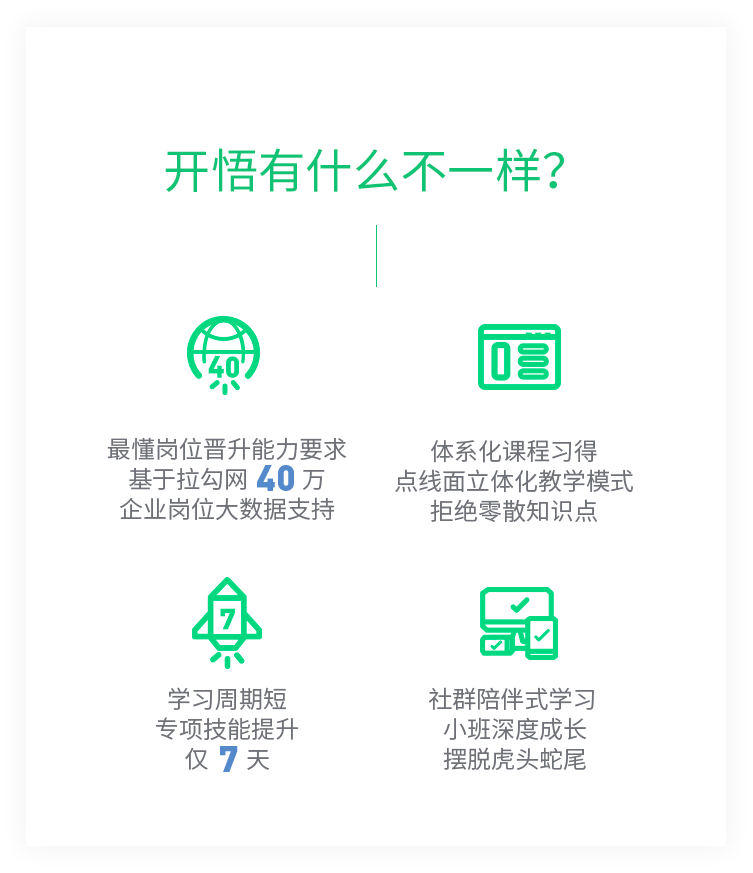 开悟有什么不一样？
40
最懂岗位晋升能力要求
基于拉勾网 40 万
企业岗位大数据支持
体系化课程习得
点线面立体化教学模式
拒绝零散知识点
7
学习周期短
专项技能提升
仅 7 天
社群陪伴式学习
小班深度成长
摆脱虎头蛇尾